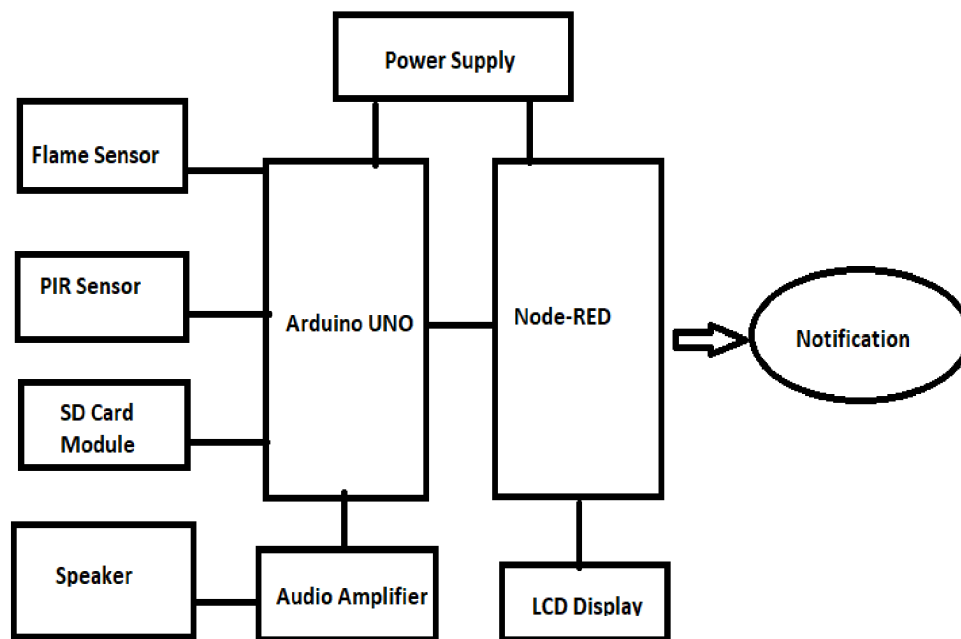 Power Supply
Flame Sensor
PIR Sensor
Arduino UNO
Node-RED
Notification
SD Card
Module
Speaker
Audio Amplifier
LCD Display